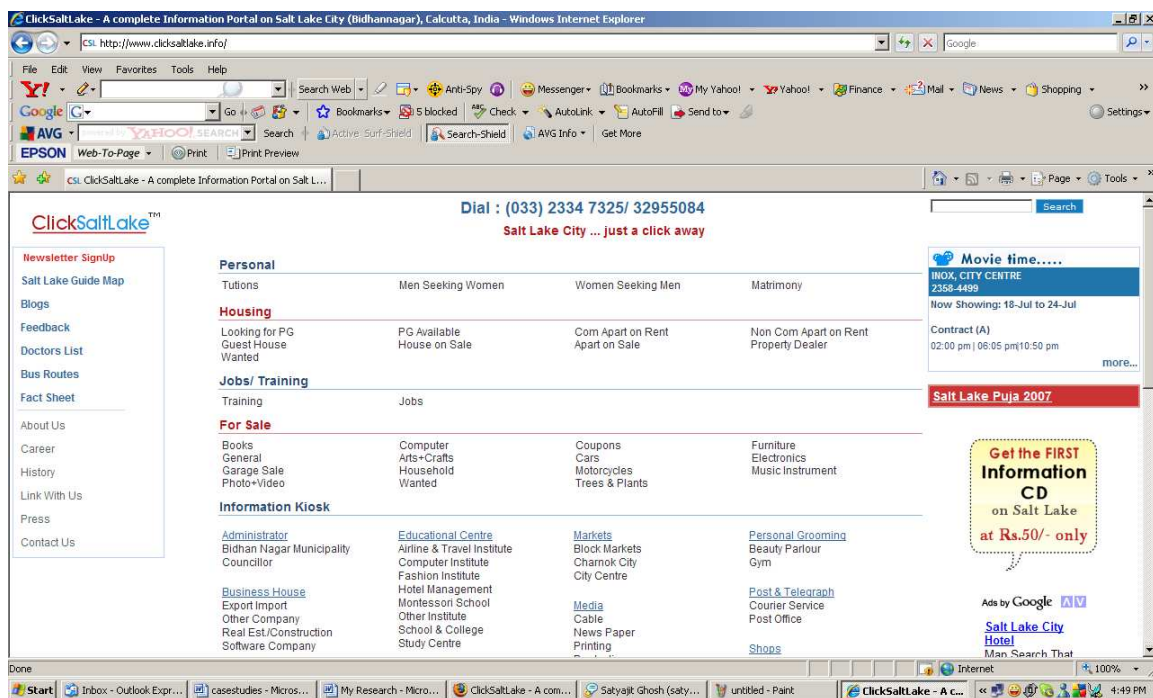 ClickSaltLake - A complete Information Portal on Salt Lake City (Bidhannagar), Calcutta, India - Windows Internet Explorer
CSL http://www.clicksaltlake.info/
Google
File Edit View Favorites Tools Help
Y! Search Web Anti-Spy Messenger Bookmarks My Yahoo! Yahoo! Finance Mail News Shopping
Google G Go Bookmarks 5 blocked ABC Check AutoLink AutoFill Send to Settings
AVG YAHOO! SEARCH Search Active Surf-Shield Search-Shield AVG Info Get More
EPSON Web-To-Page Print Print Preview
CSL ClickSaltLake - A complete Information Portal on Salt L... Page Tools
ClickSaltLake™
Dial : (033) 2334 7325/ 32955084
Salt Lake City ... just a click away
Search
Newsletter SignUp
Salt Lake Guide Map
Blogs
Feedback
Doctors List
Bus Routes
Fact Sheet
About Us
Career
History
Link With Us
Press
Contact Us
Personal
Tutions Men Seeking Women Women Seeking Men Matrimony
Housing
Looking for PG PG Available Com Apart on Rent Non Com Apart on Rent
Guest House House on Sale Apart on Sale Property Dealer
Wanted
Jobs/ Training
Training Jobs
For Sale
Books Computer Coupons Furniture
General Arts+Crafts Cars Electronics
Garage Sale Household Motorcycles Music Instrument
Photo+Video Wanted Trees & Plants
Information Kiosk
Administrator
Bidhan Nagar Municipality
Councillor
Business House
Export Import
Other Company
Real Est./Construction
Software Company
Educational Centre
Airline & Travel Institute
Computer Institute
Fashion Institute
Hotel Management
Montessori School
Other Institute
School & College
Study Centre
Markets
Block Markets
Charnok City
City Centre
Media
Cable
News Paper
Printing
Personal Grooming
Beauty Parlour
Gym
Post & Telegraph
Courier Service
Post Office
Shops
Movie time.....
INOX, CITY CENTRE
2358-4499
Now Showing: 18-Jul to 24-Jul
Contract (A)
02:00 pm | 06:05 pm|10:50 pm
more...
Salt Lake Puja 2007
Get the FIRST
Information
CD
on Salt Lake
at Rs.50/- only
Ads by Google
Salt Lake City
Hotel
Map Search That
Done Internet 100%
Start Inbox - Outlook Expr... casestudies - Micros... My Research - Micro... ClickSaltLake - A com... Satyajit Ghosh (saty... untitled - Paint ClickSaltLake - A c... 4:49 PM